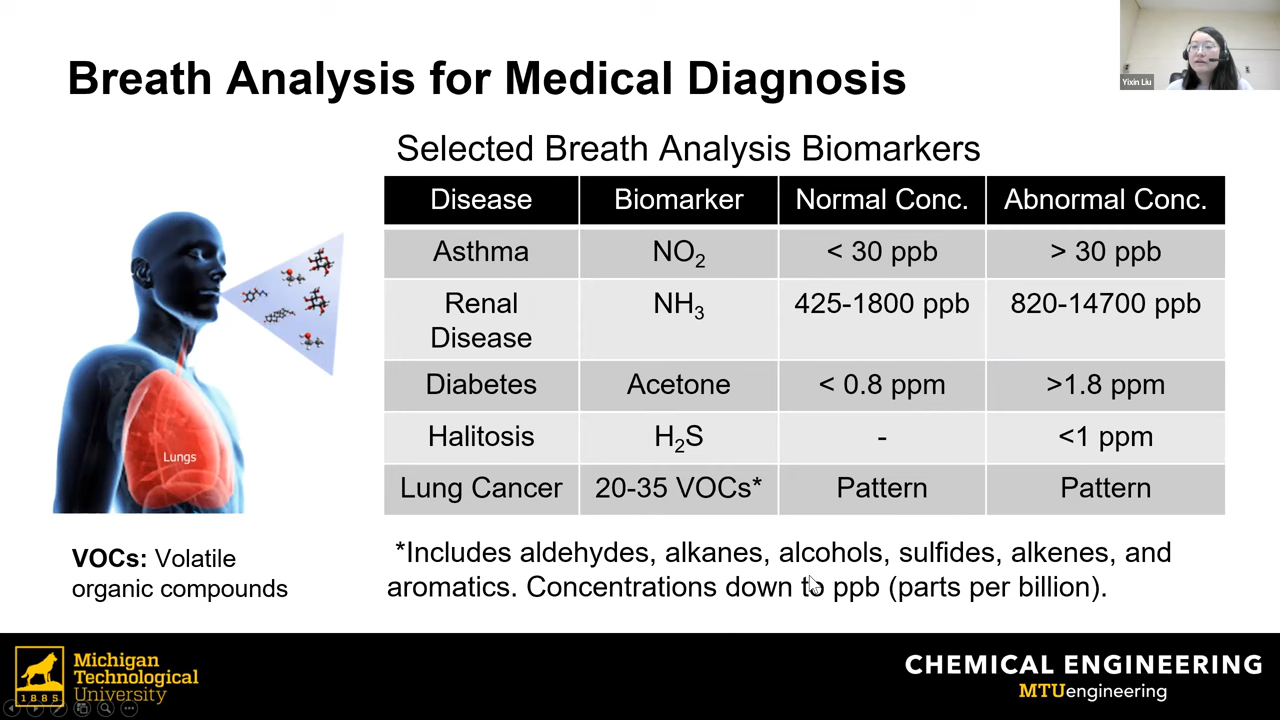 Breath Analysis for Medical Diagnosis
Yixin Liu
Selected Breath Analysis Biomarkers
Disease Biomarker Normal Conc. Abnormal Conc.
Asthma NO₂ < 30 ppb > 30 ppb
Renal Disease NH₃ 425-1800 ppb 820-14700 ppb
Diabetes Acetone < 0.8 ppm >1.8 ppm
Halitosis H₂S - <1 ppm
Lung Cancer 20-35 VOCs* Pattern Pattern
Lungs
VOCs: Volatile
organic compounds
*Includes aldehydes, alkanes, alcohols, sulfides, alkenes, and
aromatics. Concentrations down to ppb (parts per billion).
1885
Michigan
Technological
University
CHEMICAL ENGINEERING
MTUengineering